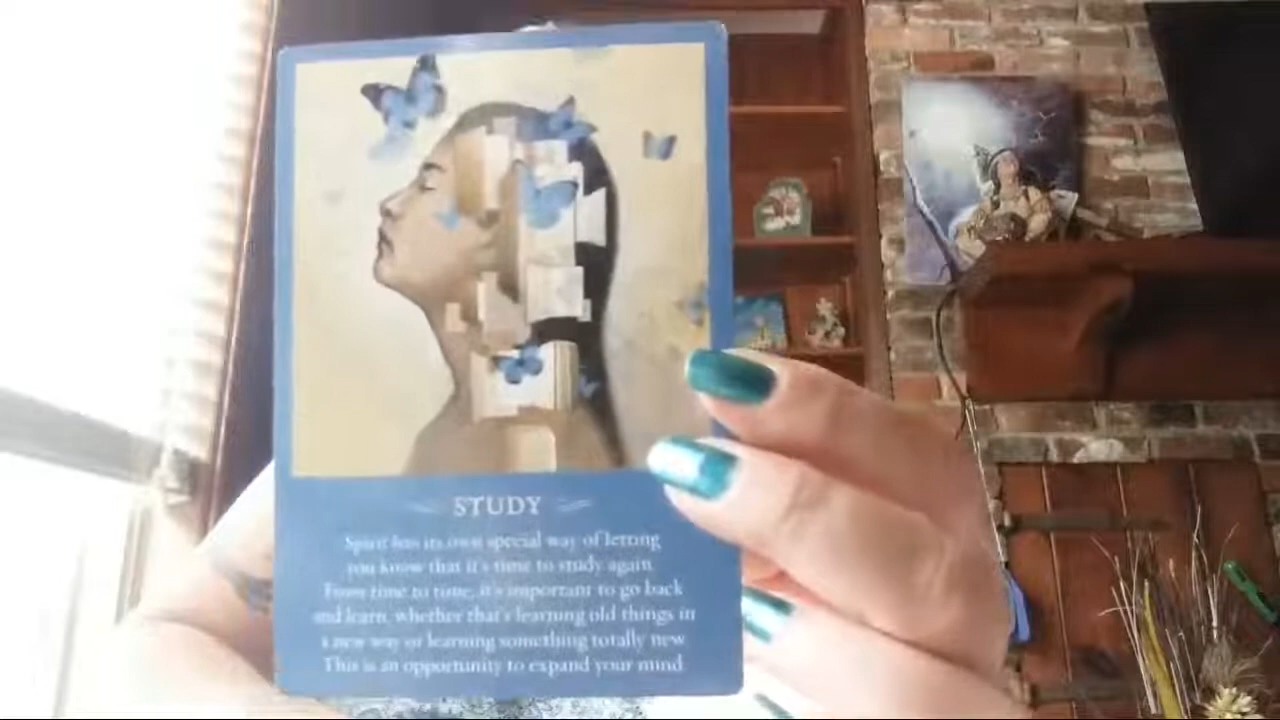 STUDY
Spirit has its own special way of letting
you know that it's time to study again.
From time to time, it's important to go back
and learn, whether that's learning old things in
a new way or learning something totally new.
This is an opportunity to expand your mind.